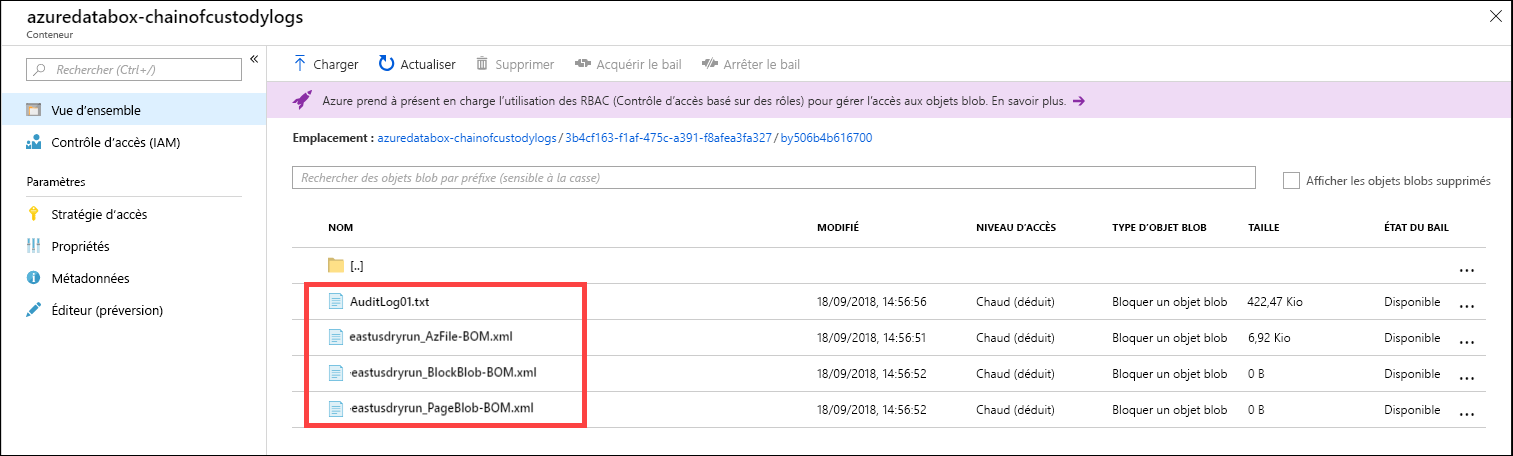 azuredatabox-chainofcustodylogs
Conteneur
Rechercher (Ctrl+/)
Vue d'ensemble
Contrôle d'accès (IAM)
Paramètres
Stratégie d'accès
Propriétés
Métadonnées
Éditeur (préversion)
Charger Actualiser Supprimer Acquérir le bail Arrêter le bail
Azure prend à présent en charge l'utilisation des RBAC (Contrôle d'accès basé sur des rôles) pour gérer l'accès aux objets blob. En savoir plus. →
Emplacement : azuredatabox-chainofcustodylogs / 3b4cf163-f1af-475c-a391-f8afea3fa327 / by506b4b616700
Rechercher des objets blob par préfixe (sensible à la casse)
Afficher les objets blobs supprimés
NOM MODIFIÉ NIVEAU D'ACCÈS TYPE D'OBJET BLOB TAILLE ÉTAT DU BAIL
[..] ...
AuditLog01.txt 18/09/2018, 14:56:56 Chaud (déduit) Bloquer un objet blob 422,47 Kio Disponible ...
eastusdryrun_AzFile-BOM.xml 18/09/2018, 14:56:51 Chaud (déduit) Bloquer un objet blob 6,92 Kio Disponible ...
eastusdryrun_BlockBlob-BOM.xml 18/09/2018, 14:56:52 Chaud (déduit) Bloquer un objet blob 0 B Disponible ...
eastusdryrun_PageBlob-BOM.xml 18/09/2018, 14:56:52 Chaud (déduit) Bloquer un objet blob 0 B Disponible ...